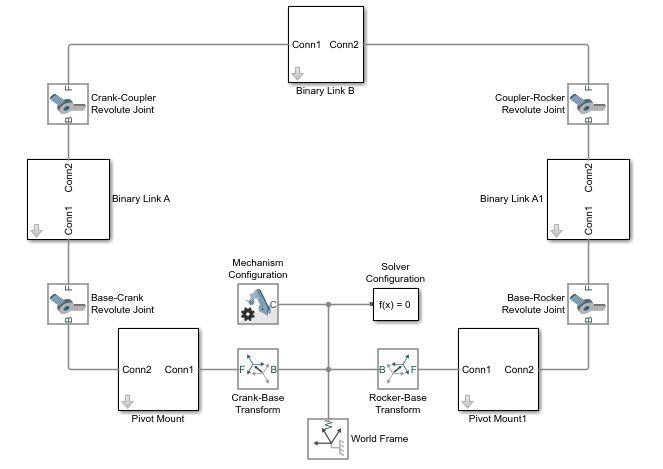 Conn1 Conn2
Binary Link B
F
Crank-Coupler
Revolute Joint
B
Coupler-Rocker
Revolute Joint
F
B
Conn2
Conn1
Binary Link A
Binary Link A1
Conn2
Conn1
Mechanism
Configuration
C
Solver
Configuration
f(x) = 0
F
Base-Crank
Revolute Joint
B
Base-Rocker
Revolute Joint
F
B
Conn2 Conn1
Pivot Mount
F B
Crank-Base
Transform
B F
Rocker-Base
Transform
Conn1 Conn2
Pivot Mount1
W
World Frame